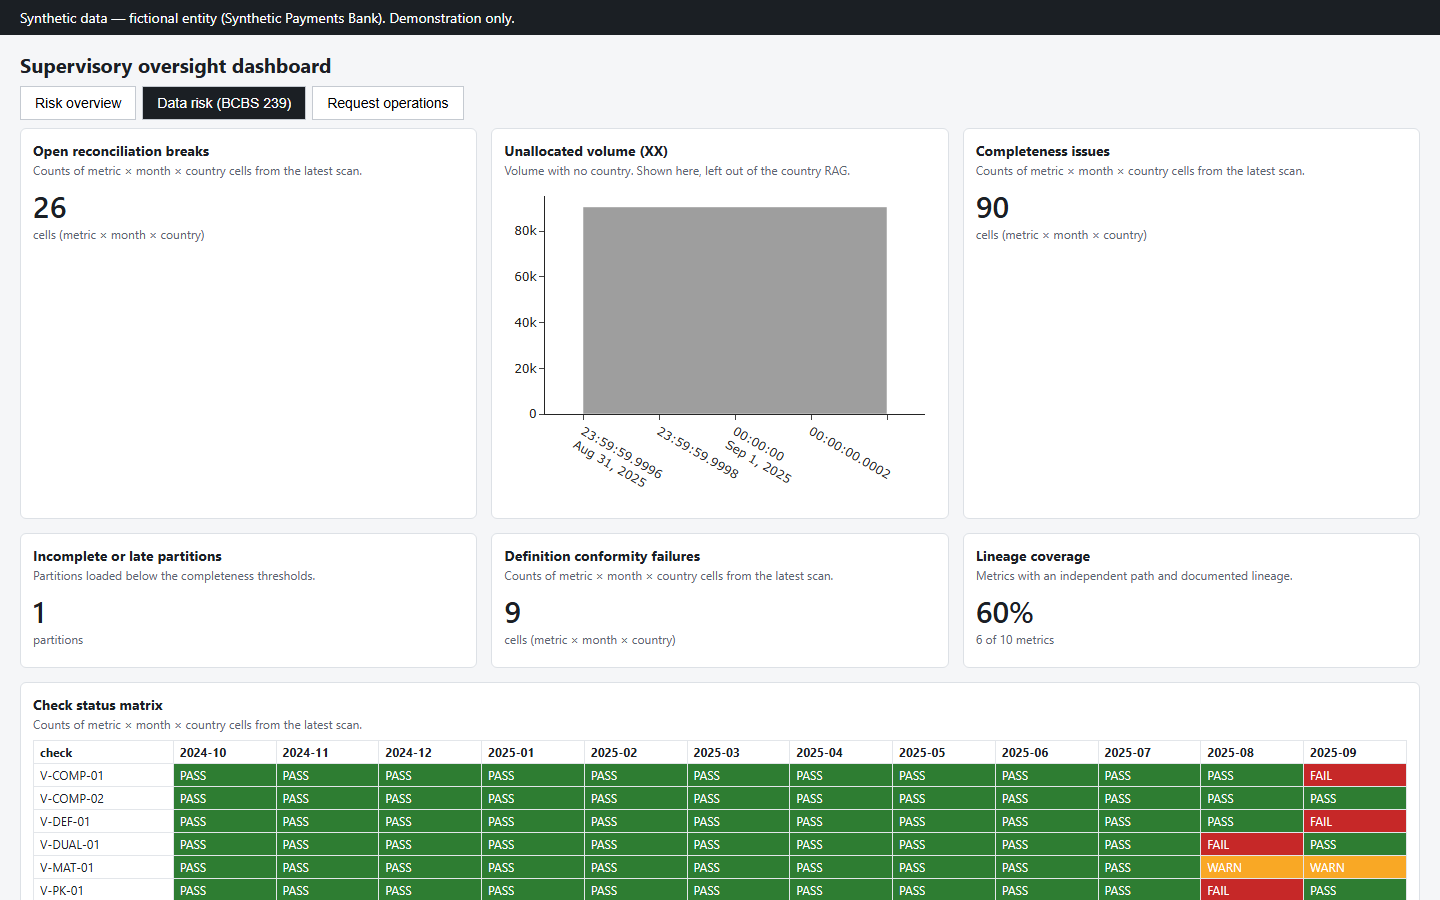 Synthetic data — fictional entity (Synthetic Payments Bank). Demonstration only.
Supervisory oversight dashboard
Risk overview
Data risk (BCBS 239)
Request operations
Open reconciliation breaks
Counts of metric × month × country cells from the latest scan.
26
cells (metric × month × country)
Unallocated volume (XX)
Volume with no country. Shown here, left out of the country RAG.
80k
60k
40k
20k
0
23:59:59.9996
Aug 31, 2025
23:59:59.9998
00:00:00
Sep 1, 2025
00:00:00.0002
Completeness issues
Counts of metric × month × country cells from the latest scan.
90
cells (metric × month × country)
Incomplete or late partitions
Partitions loaded below the completeness thresholds.
1
partitions
Definition conformity failures
Counts of metric × month × country cells from the latest scan.
9
cells (metric × month × country)
Lineage coverage
Metrics with an independent path and documented lineage.
60%
6 of 10 metrics
Check status matrix
Counts of metric × month × country cells from the latest scan.
check 2024-10 2024-11 2024-12 2025-01 2025-02 2025-03 2025-04 2025-05 2025-06 2025-07 2025-08 2025-09
V-COMP-01 PASS PASS PASS PASS PASS PASS PASS PASS PASS PASS PASS FAIL
V-COMP-02 PASS PASS PASS PASS PASS PASS PASS PASS PASS PASS PASS PASS
V-DEF-01 PASS PASS PASS PASS PASS PASS PASS PASS PASS PASS PASS FAIL
V-DUAL-01 PASS PASS PASS PASS PASS PASS PASS PASS PASS PASS FAIL PASS
V-MAT-01 PASS PASS PASS PASS PASS PASS PASS PASS PASS PASS WARN WARN
V-PK-01 PASS PASS PASS PASS PASS PASS PASS PASS PASS PASS FAIL PASS